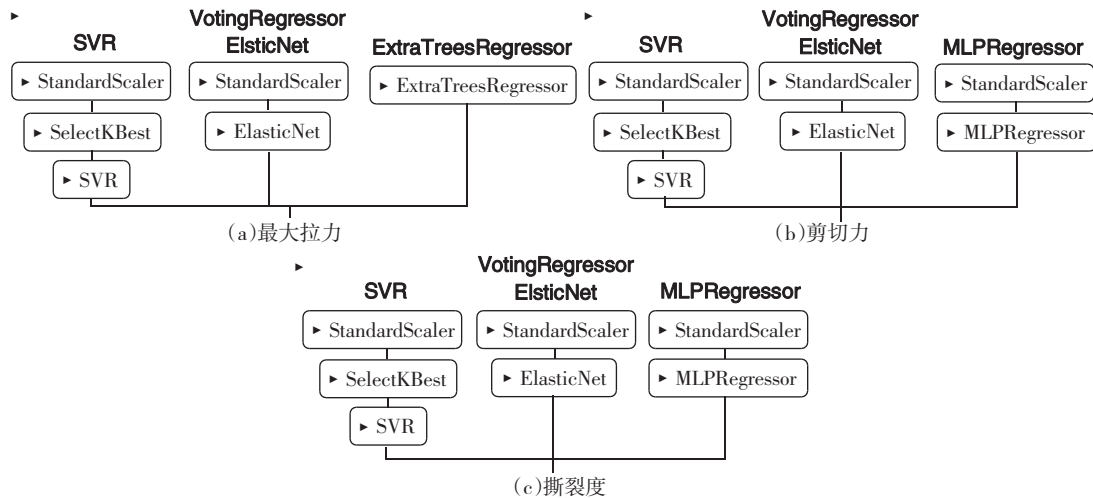 VotingRegressor
SVR ElsticNet ExtraTreesRegressor
StandardScaler StandardScaler ExtraTreesRegressor
SelectKBest ElasticNet
SVR
(a)最大拉力
VotingRegressor
SVR ElsticNet MLPRegressor
StandardScaler StandardScaler StandardScaler
SelectKBest ElasticNet MLPRegressor
SVR
(b)剪切力
VotingRegressor
SVR ElsticNet MLPRegressor
StandardScaler StandardScaler StandardScaler
SelectKBest ElasticNet MLPRegressor
SVR
(c)撕裂度